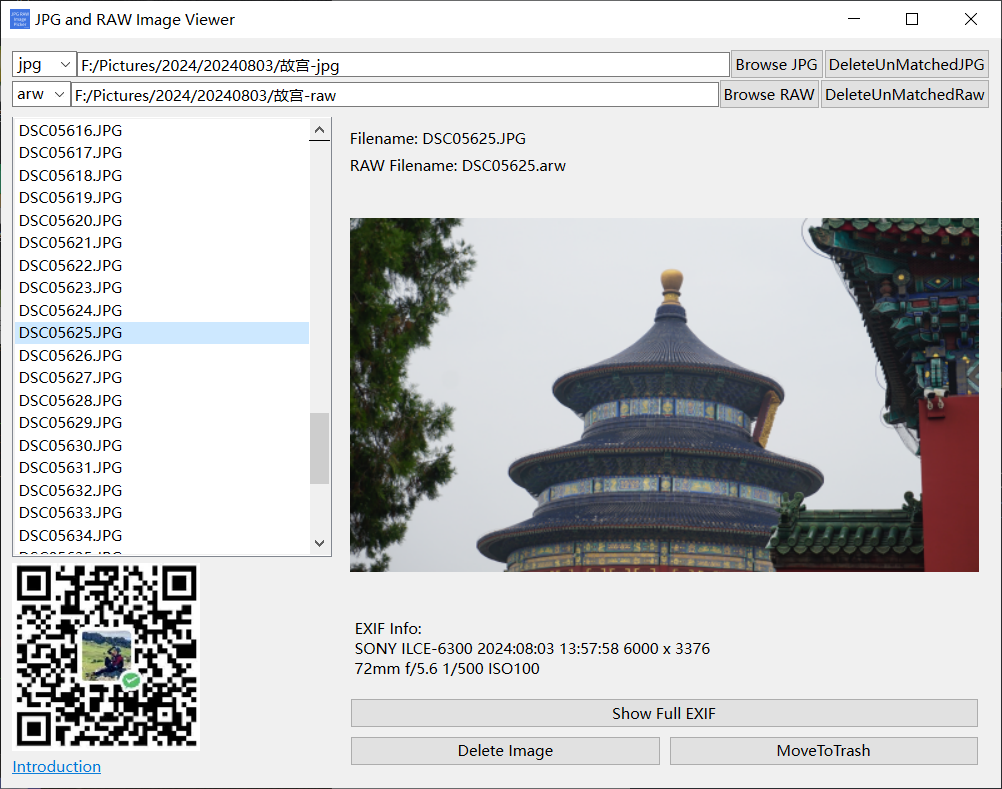 JPG and RAW Image Viewer
jpg F:/Pictures/2024/20240803/故宫-jpg Browse JPG DeleteUnMatchedJPG
arw F:/Pictures/2024/20240803/故宫-raw Browse RAW DeleteUnMatchedRaw
DSC05616.JPG
DSC05617.JPG
DSC05618.JPG
DSC05619.JPG
DSC05620.JPG
DSC05621.JPG
DSC05622.JPG
DSC05623.JPG
DSC05624.JPG
DSC05625.JPG
DSC05626.JPG
DSC05627.JPG
DSC05628.JPG
DSC05629.JPG
DSC05630.JPG
DSC05631.JPG
DSC05632.JPG
DSC05633.JPG
DSC05634.JPG
DSC05635.JPG
Introduction
Filename: DSC05625.JPG
RAW Filename: DSC05625.arw
EXIF Info:
SONY ILCE-6300 2024:08:03 13:57:58 6000 x 3376
72mm f/5.6 1/500 ISO100
Show Full EXIF
Delete Image MoveToTrash